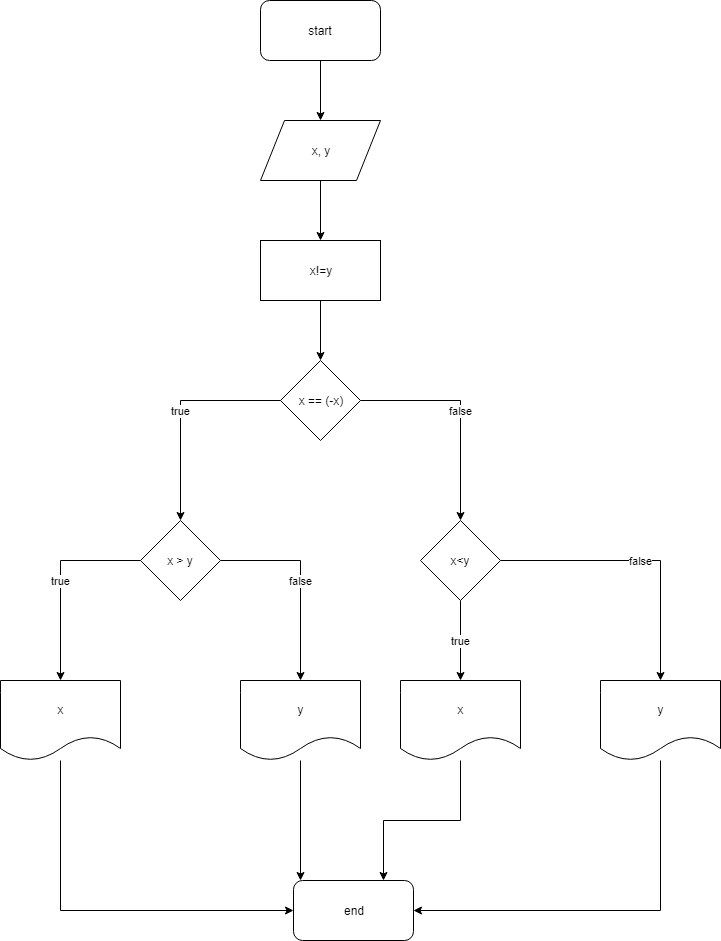 start
x, y
x!=y
x == (-x)
true
false
x > y
x<y
true
false
true
false
x
y
x
y
end